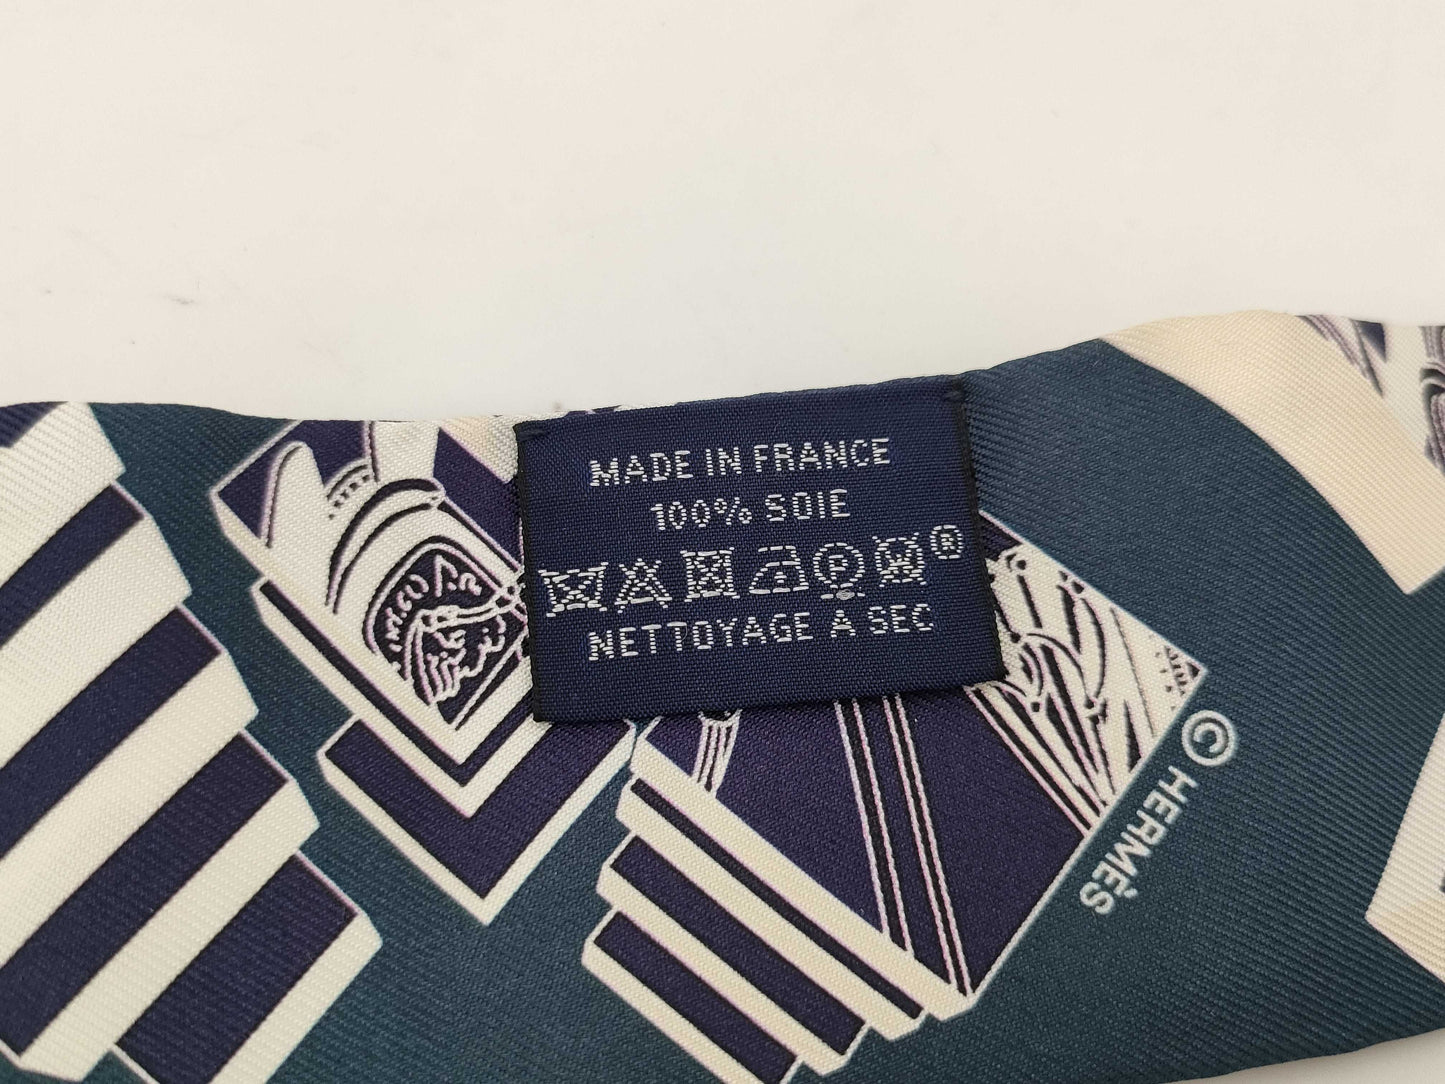 MADE IN FRANCE
100% SOIE
®
NETTOYAGE À SEC
© HERMÈS